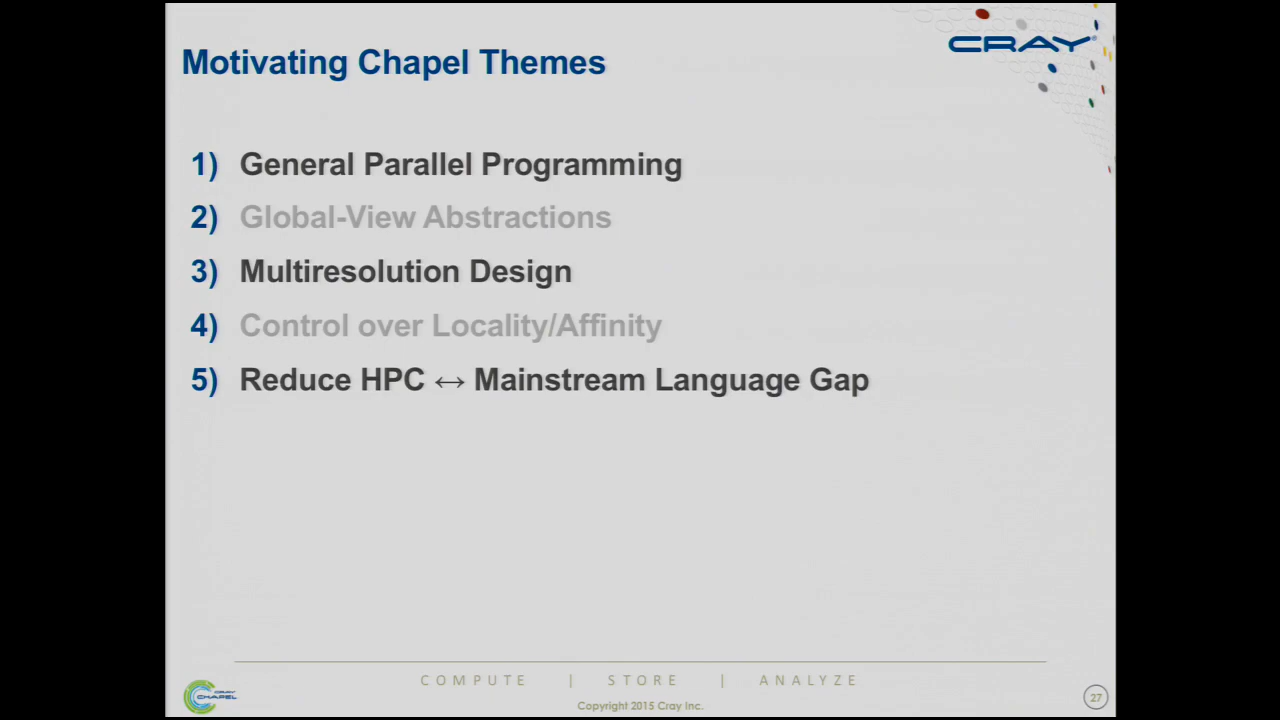 CRAY
Motivating Chapel Themes
1) General Parallel Programming
2) Global-View Abstractions
3) Multiresolution Design
4) Control over Locality/Affinity
5) Reduce HPC ↔ Mainstream Language Gap
COMPUTE | STORE | ANALYZE
Copyright 2015 Cray Inc.
CRAY
CHAPEL
27